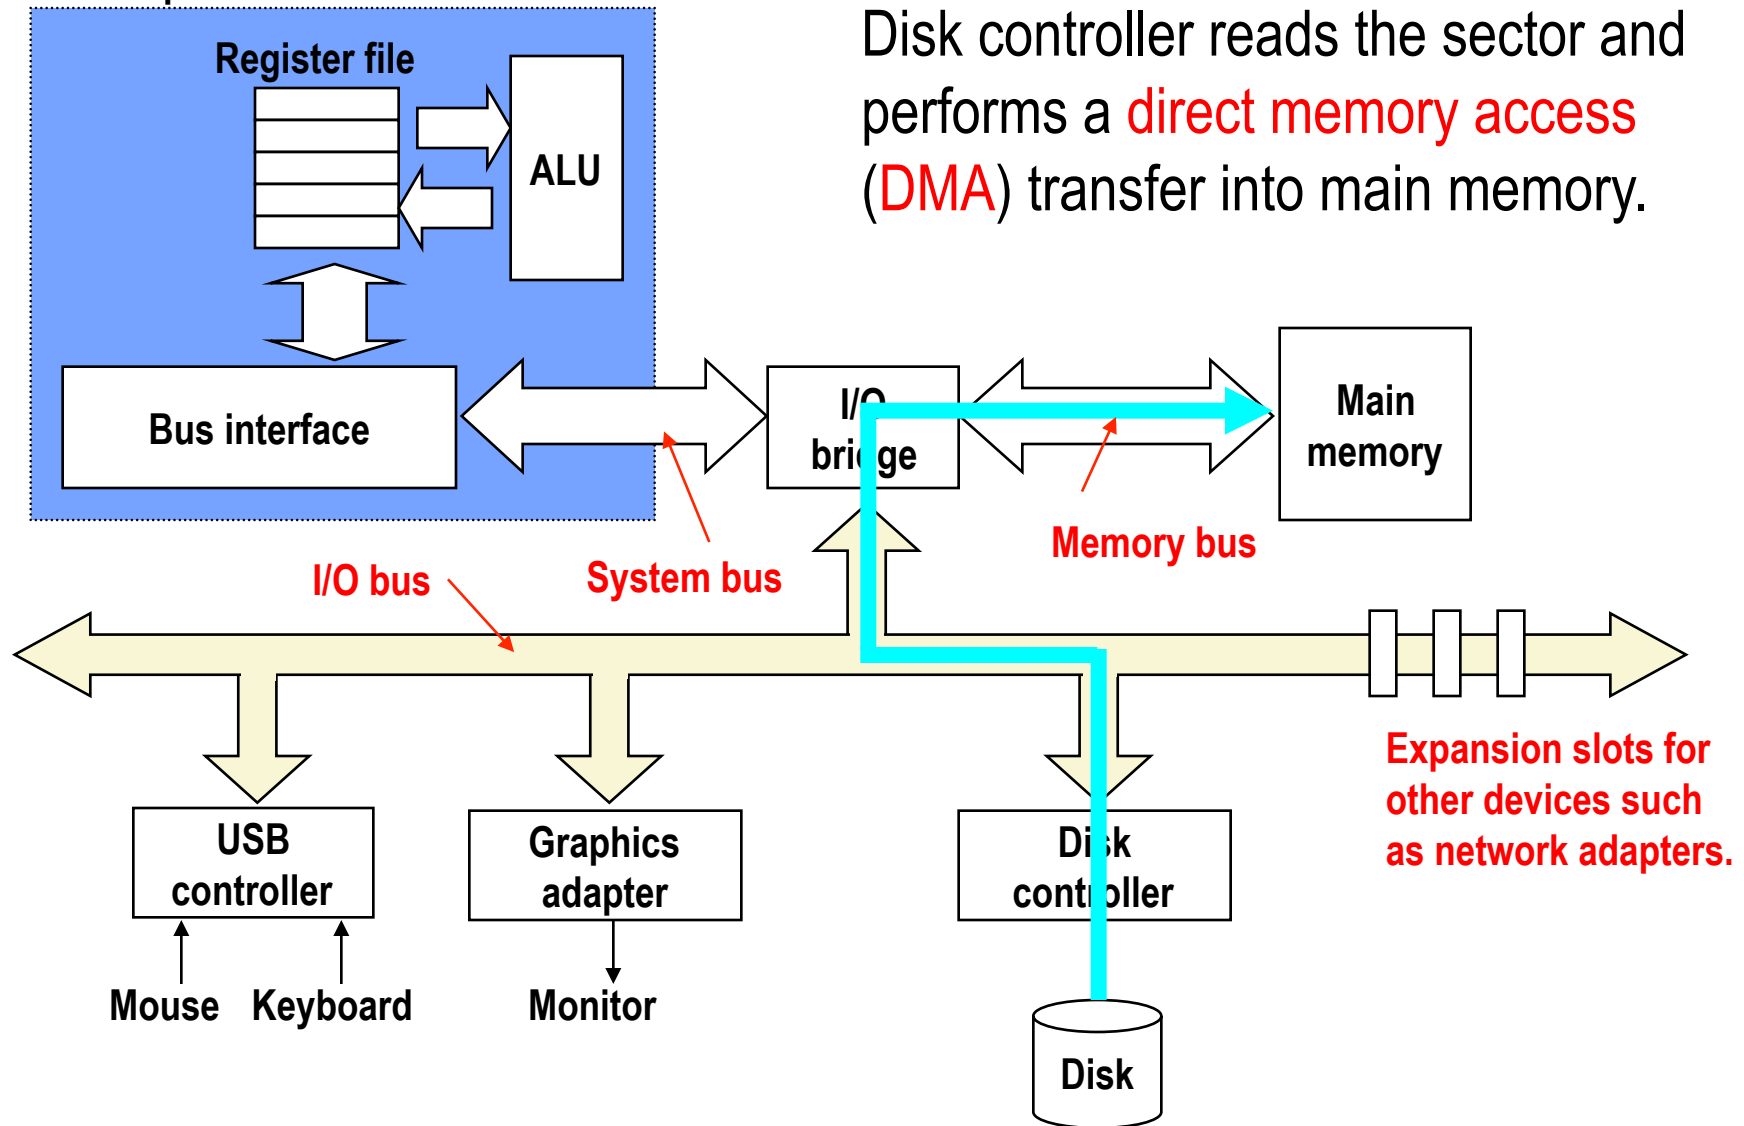 Register file
ALU
Disk controller reads the sector and
performs a direct memory access
(DMA) transfer into main memory.
Bus interface
I/O
bridge
Main
memory
Memory bus
I/O bus
System bus
Expansion slots for
other devices such
as network adapters.
USB
controller
Graphics
adapter
Disk
controller
Mouse
Keyboard
Monitor
Disk